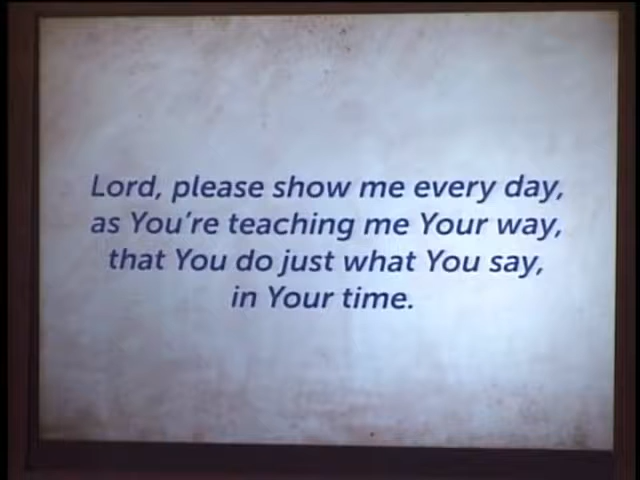 Lord, please show me every day,
as You're teaching me Your way,
that You do just what You say,
in Your time.